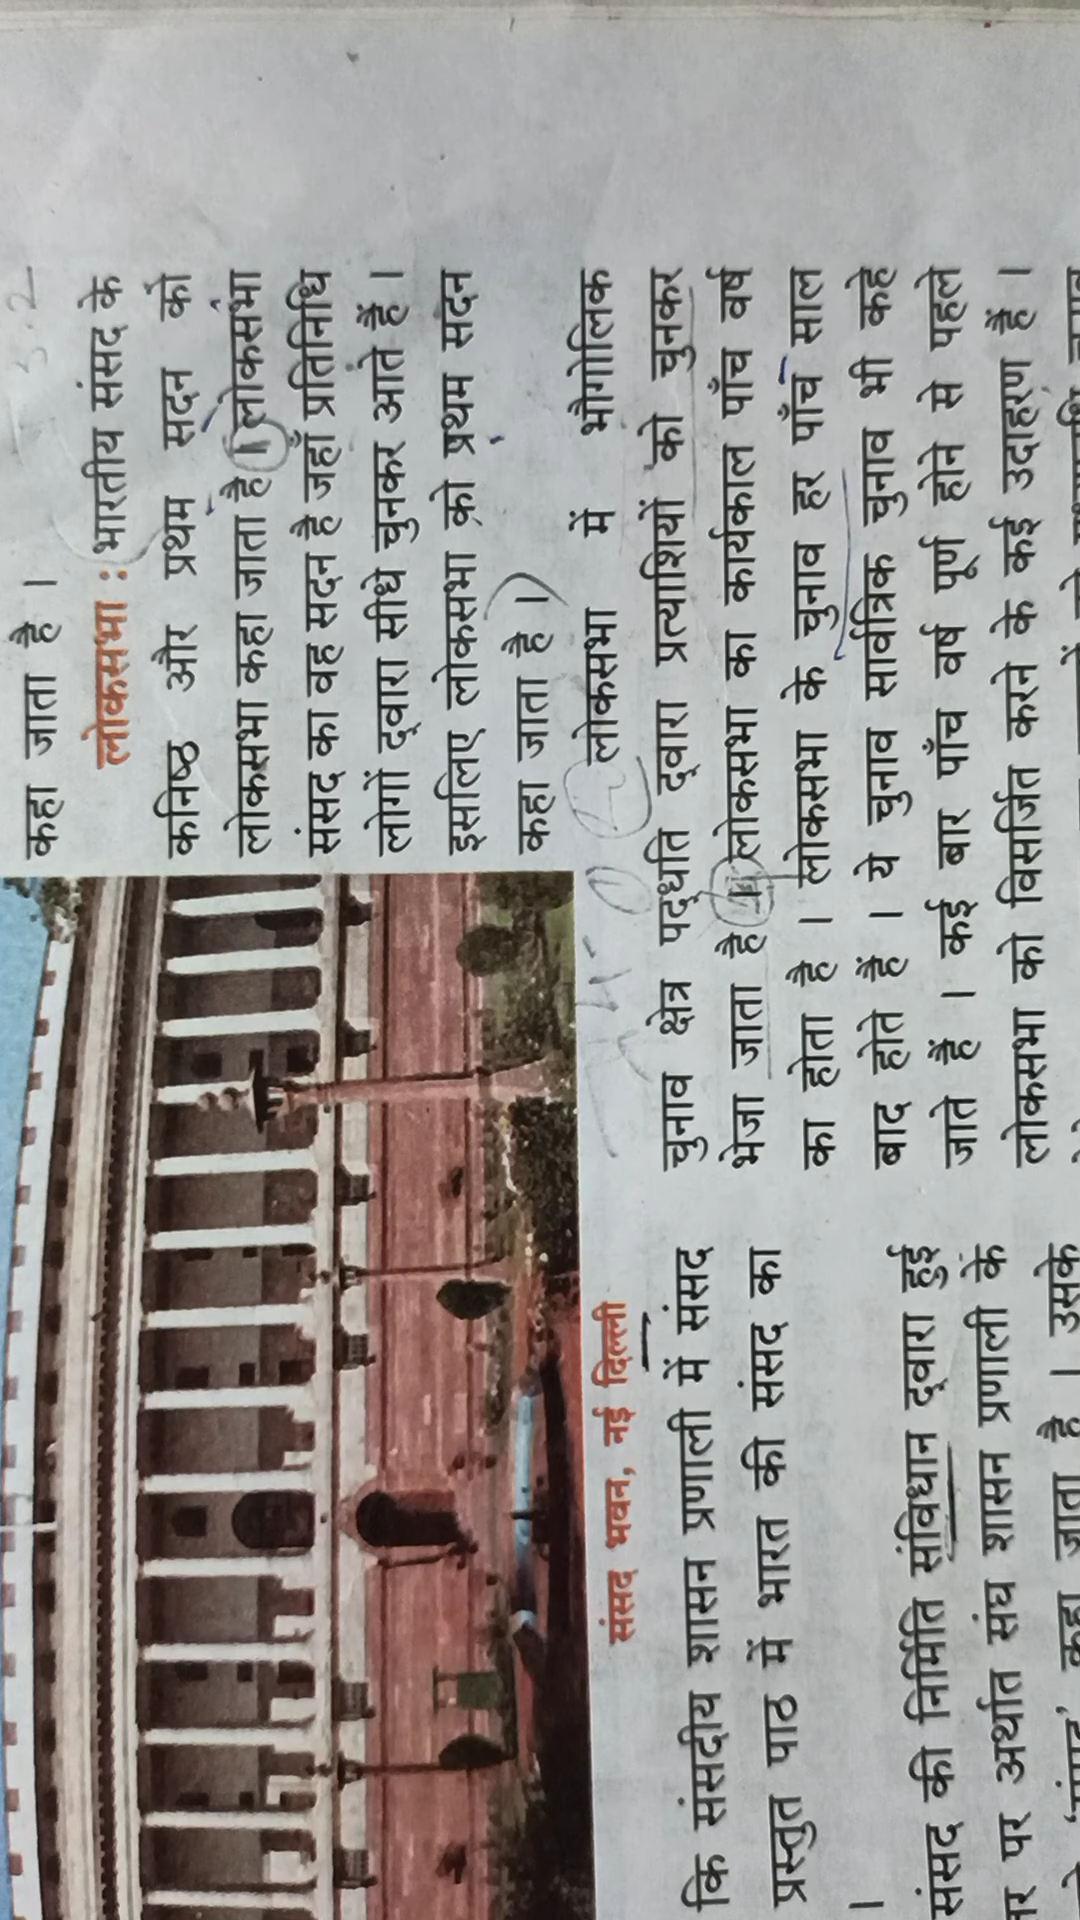 संसद भवन, नई दिल्ली
कि संसदीय शासन प्रणाली में संसद
प्रस्तुत पाठ में भारत की संसद का
।
संसद की निर्मिति संविधान द्वारा हुई
पर अर्थात संघ शासन प्रणाली के
'संसद' कहा जाता है । उसके
कहा जाता है ।
लोकसभा : भारतीय संसद के
कनिष्ठ और प्रथम सदन को
लोकसभा कहा जाता है । लोकसभा
संसद का वह सदन है जहाँ प्रतिनिधि
लोगों द्वारा सीधे चुनकर आते हैं ।
इसलिए लोकसभा को प्रथम सदन
कहा जाता है ।
लोकसभा में भौगोलिक
चुनाव क्षेत्र पद्धति द्वारा प्रत्याशियों को चुनकर
भेजा जाता है । लोकसभा का कार्यकाल पाँच वर्ष
का होता है । लोकसभा के चुनाव हर पाँच साल
बाद होते हैं । ये चुनाव सार्वत्रिक चुनाव भी कहे
जाते हैं । कई बार पाँच वर्ष पूर्ण होने से पहले
लोकसभा को विसर्जित करने के कई उदाहरण हैं ।